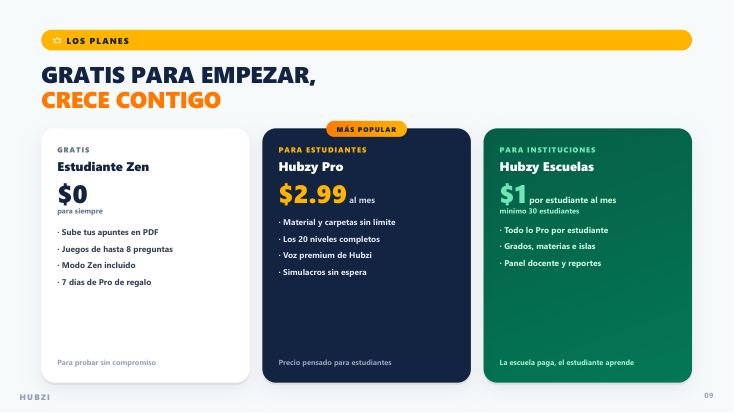 LOS PLANES
GRATIS PARA EMPEZAR,
CRECE CONTIGO
GRATIS
Estudiante Zen
$0
para siempre
· Sube tus apuntes en PDF
· Juegos de hasta 8 preguntas
· Modo Zen incluido
· 7 días de Pro de regalo
Para probar sin compromiso
MÁS POPULAR
PARA ESTUDIANTES
Hubzy Pro
$2.99 al mes
· Material y carpetas sin límite
· Los 20 niveles completos
· Voz premium de Hubzi
· Simulacros sin espera
Precio pensado para estudiantes
PARA INSTITUCIONES
Hubzy Escuelas
$1 por estudiante al mes
mínimo 30 estudiantes
· Todo lo Pro por estudiante
· Grados, materias e islas
· Panel docente y reportes
La escuela paga, el estudiante aprende
HUBZI
09